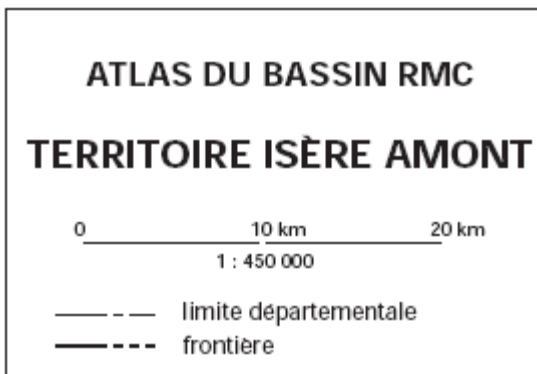 ATLAS DU BASSIN RMC
TERRITOIRE ISÈRE AMONT
0 10 km 20 km
1 : 450 000
limite départementale
frontière